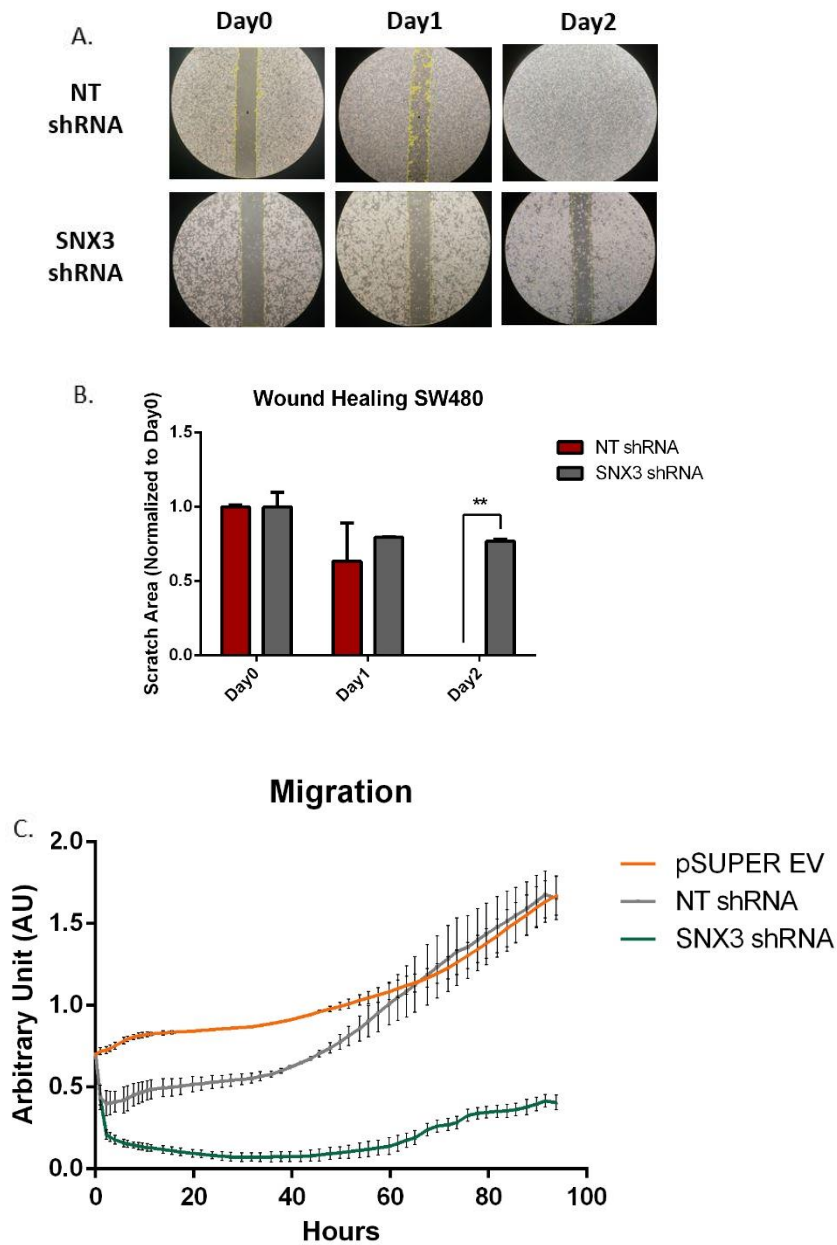 A.
Day0 Day1 Day2
NT
shRNA
SNX3
shRNA
B.
Wound Healing SW480
Scratch Area (Normalized to Day0)
1.5
1.0
0.5
0.0
**
Day0 Day1 Day2
NT shRNA
SNX3 shRNA
Migration
C.
Arbitrary Unit (AU)
2.0
1.5
1.0
0.5
0.0
0 20 40 60 80 100
Hours
pSUPER EV
NT shRNA
SNX3 shRNA